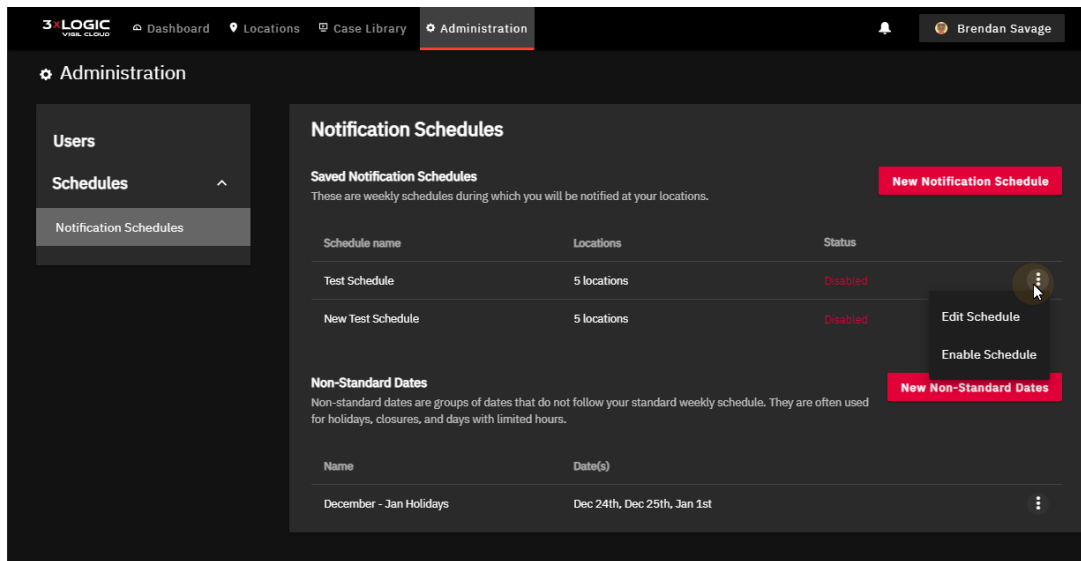 3xLOGIC
VIGIL CLOUD
Dashboard
Locations
Case Library
Administration
Brendan Savage
Administration
Users
Schedules
Notification Schedules
Notification Schedules
Saved Notification Schedules
These are weekly schedules during which you will be notified at your locations.
New Notification Schedule
Schedule name
Locations
Status
Test Schedule
5 locations
Disabled
New Test Schedule
5 locations
Disabled
Edit Schedule
Enable Schedule
Non-Standard Dates
Non-standard dates are groups of dates that do not follow your standard weekly schedule. They are often used
for holidays, closures, and days with limited hours.
New Non-Standard Dates
Name
Date(s)
December - Jan Holidays
Dec 24th, Dec 25th, Jan 1st